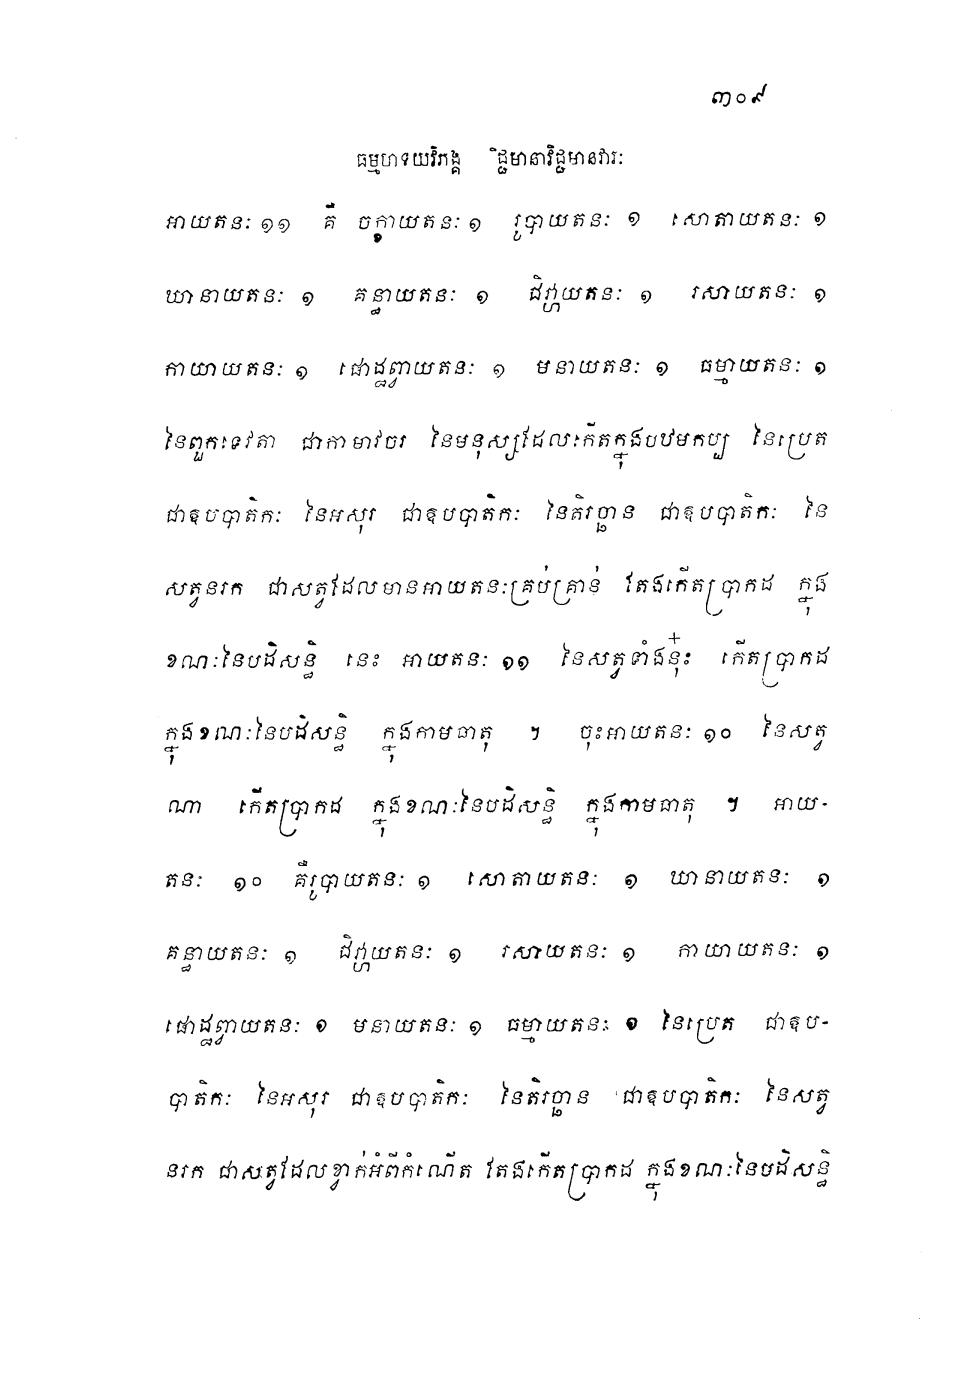 ៣០៩
ធម្មហទយវិភង្គ វិជ្ជមានាវិជ្ជមានវារៈ
អាយតនៈ ១១ គឺ ចក្ខាយតនៈ ១ រូបាយតនៈ ១ សោតាយតនៈ ១
ឃានាយតនៈ ១ គន្ធាយតនៈ ១ ជិវ្ហាយតនៈ ១ រសាយតនៈ ១
កាយាយតនៈ ១ ផោដ្ឋព្វាយតនៈ ១ មនាយតនៈ ១ ធម្មាយតនៈ ១
នៃពួកទេវតា ជាកាមាវចរ នៃមនុស្សដែលកើតក្នុងបឋមកប្ប នៃប្រេត
ជាឧបបាតិកៈ នៃអសុរ ជាឧបបាតិកៈ នៃតិរច្ឆាន ជាឧបបាតិកៈ នៃ
សត្វនរក ជាសត្វដែលមានអាយតនៈគ្រប់គ្រាន់ តែងកើតប្រាកដ ក្នុង
ខណៈនៃបដិសន្ធិ នេះ អាយតនៈ ១១ នៃសត្វទាំងនុ៎ះ កើតប្រាកដ
ក្នុងខណៈនៃបដិសន្ធិ ក្នុងកាមធាតុ ។ ចុះអាយតនៈ ១០ នៃសត្វ
ណា កើតប្រាកដ ក្នុងខណៈនៃបដិសន្ធិ ក្នុងកាមធាតុ ។ អាយ-
តនៈ ១០ គឺរូបាយតនៈ ១ សោតាយតនៈ ១ ឃានាយតនៈ ១
គន្ធាយតនៈ ១ ជិវ្ហាយតនៈ ១ រសាយតនៈ ១ កាយាយតនៈ ១
ផោដ្ឋព្វាយតនៈ ១ មនាយតនៈ ១ ធម្មាយតនៈ ១ នៃប្រេត ជាឧប-
បាតិកៈ នៃអសុរ ជាឧបបាតិកៈ នៃតិរច្ឆាន ជាឧបបាតិកៈ នៃសត្វ
នរក ជាសត្វដែលខ្វាក់អំពីកំណើត តែងកើតប្រាកដ ក្នុងខណៈនៃបដិសន្ធិ